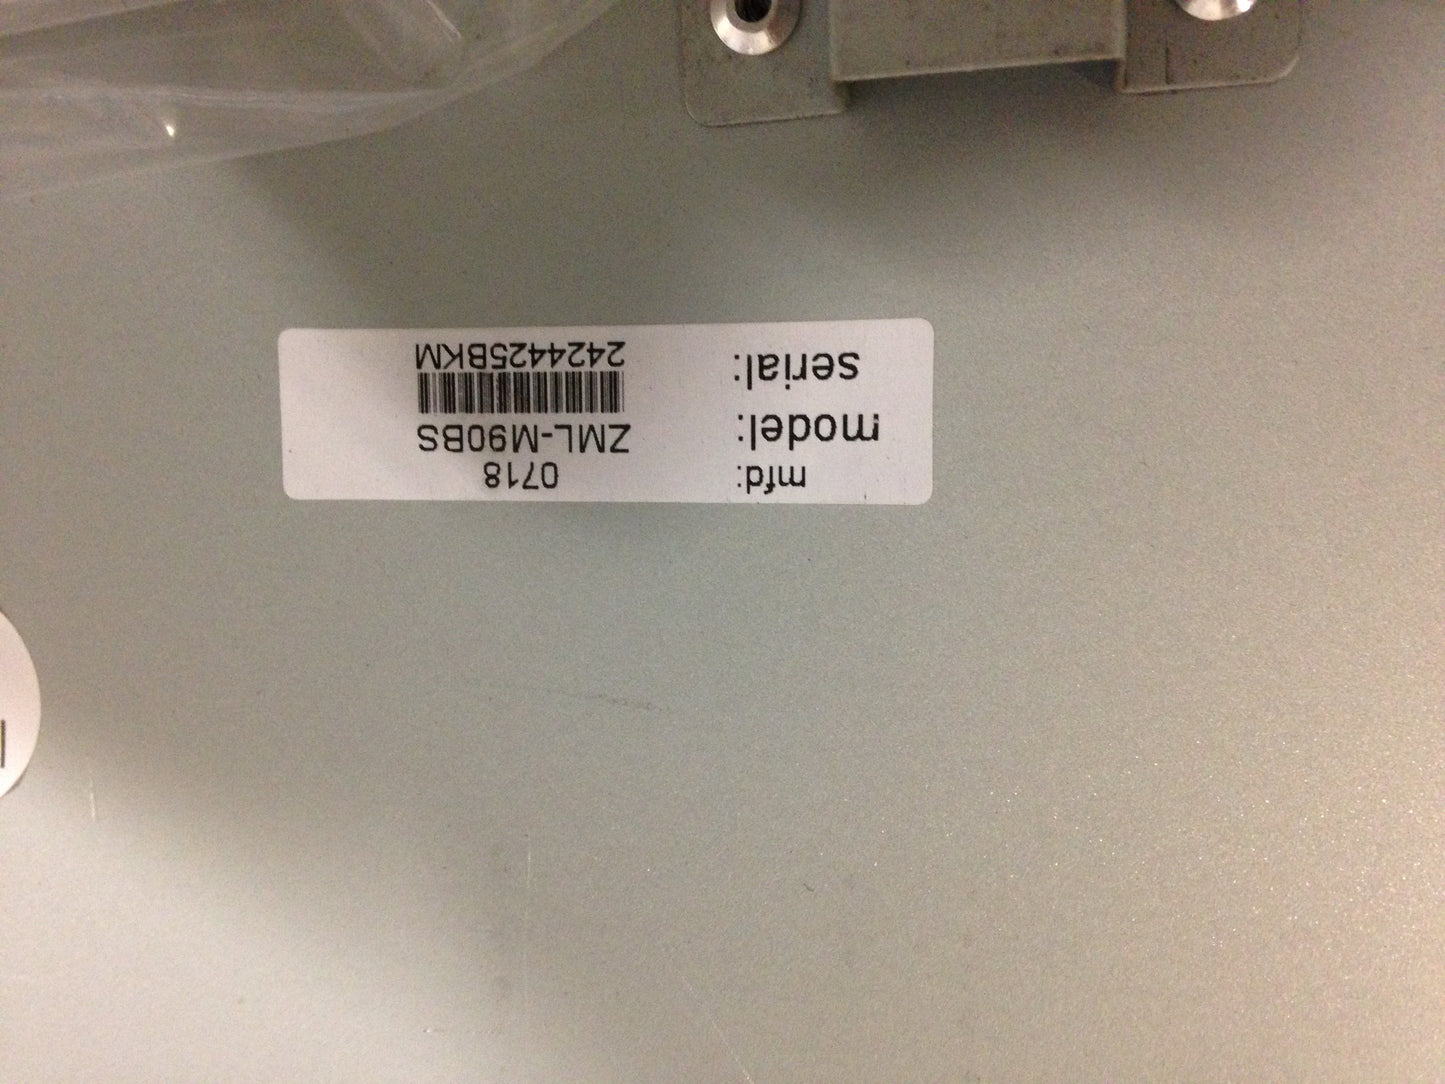 mfd: 0718
model: ZML-M90BS
serial: 2424425BKM